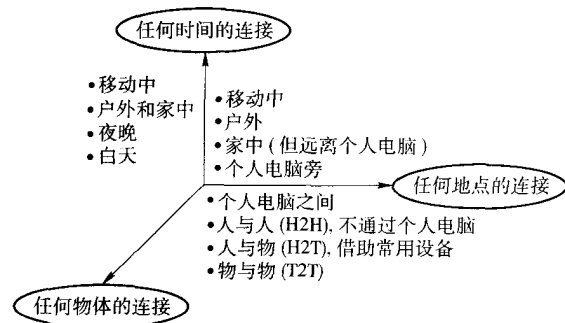 任何时间的连接
•移动中
•户外和家中
•夜晚
•白天
•移动中
•户外
•家中(但远离个人电脑)
•个人电脑旁
任何地点的连接
•个人电脑之间
•人与人(H2H),不通过个人电脑
•人与物(H2T),借助常用设备
•物与物(T2T)
任何物体的连接